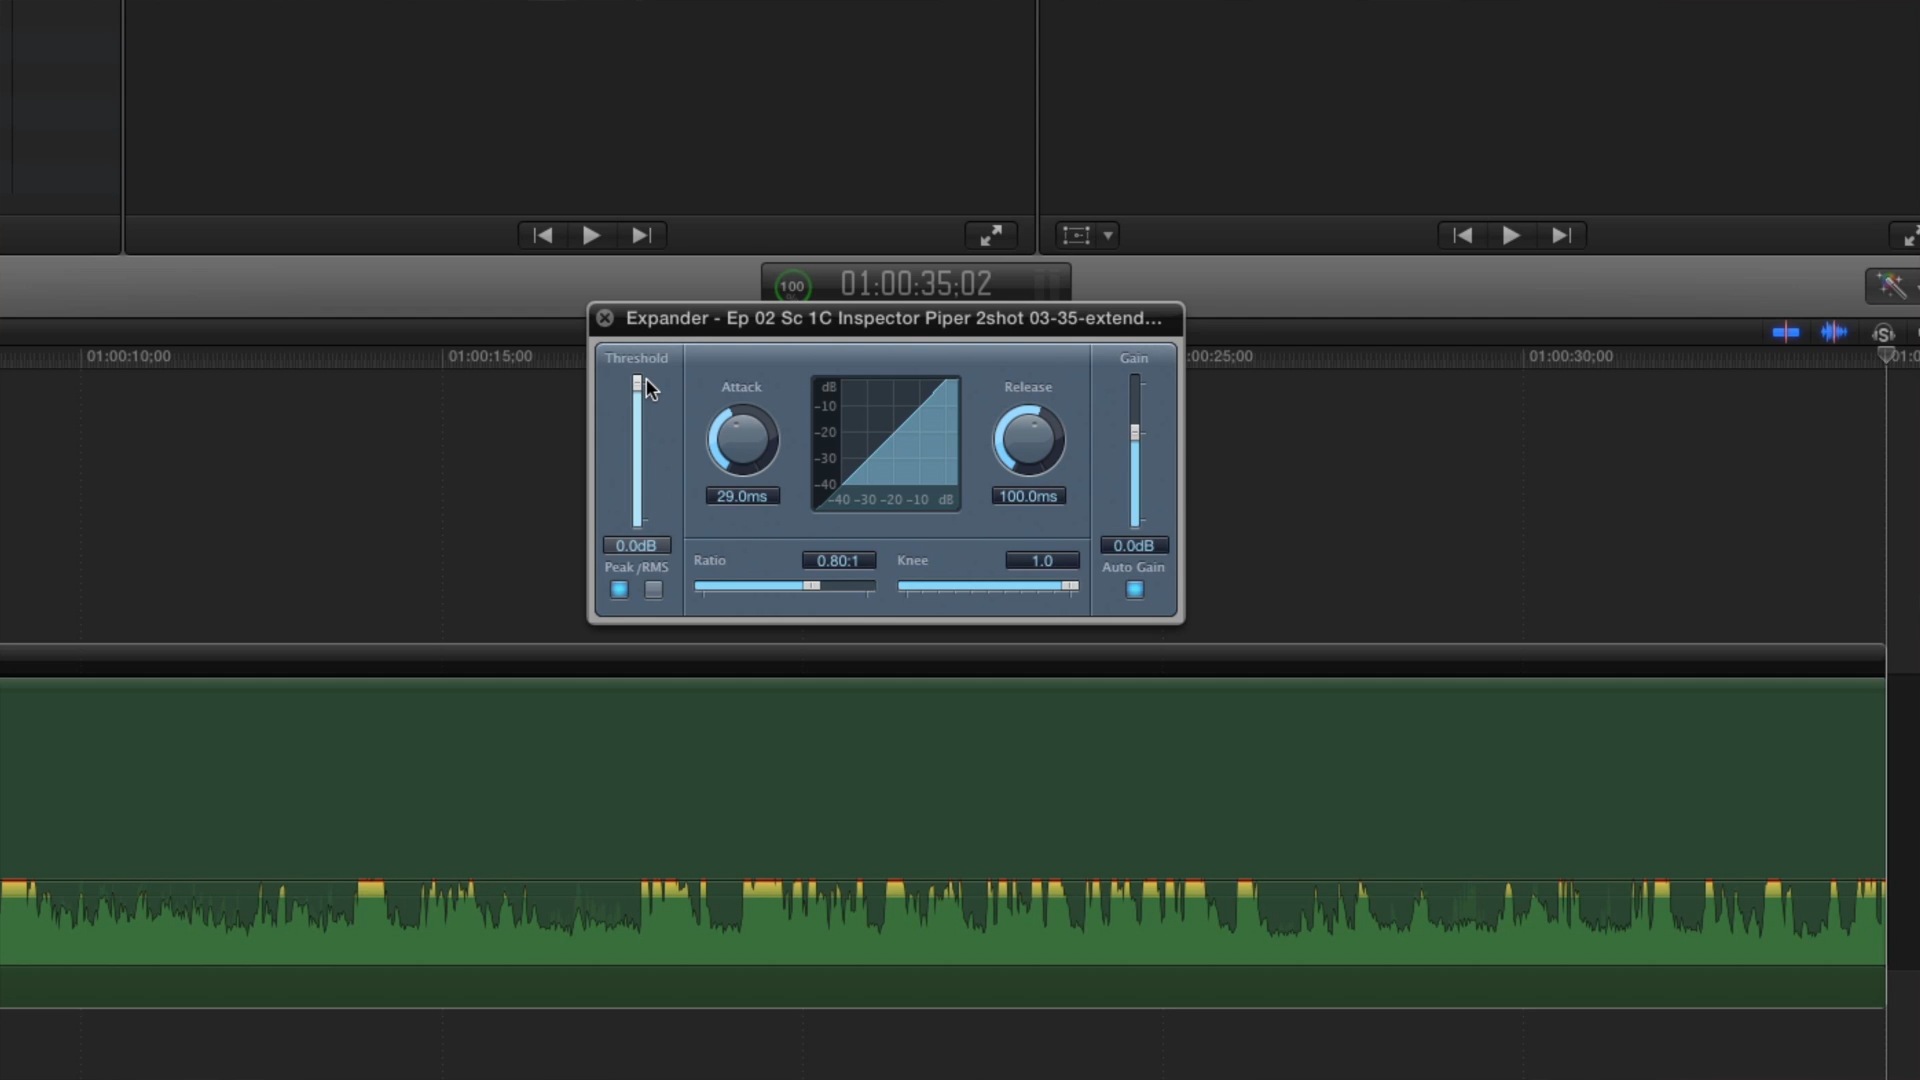 100
%
01:00:35;02
Expander - Ep 02 Sc 1C Inspector Piper 2shot 03-35-extend...
01:00:10;00
01:00:15;00
:00:25;00
01:00:30;00
01:0
Threshold
Gain
Attack
dB
Release
-10
-20
-30
-40
-40 -30 -20 -10 dB
29.0ms
100.0ms
0.0dB
0.0dB
Ratio
0.80:1
Knee
1.0
Peak /RMS
Auto Gain
S